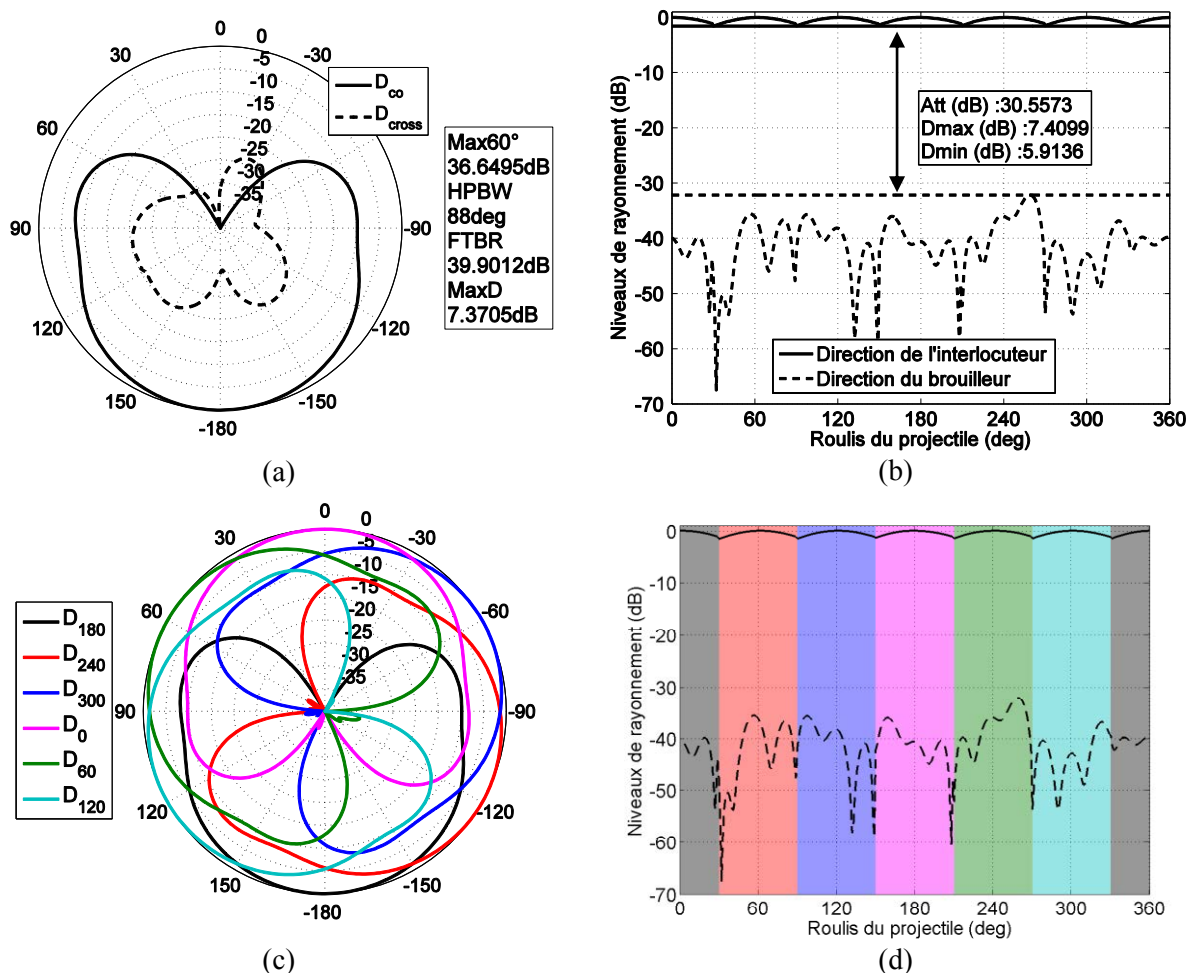 0
0
-5
-10
-15
-20
-25
-30
-35
30
-30
60
90
-90
120
150
-150
-180
D_co
D_cross
Max60°
36.6495dB
HPBW
88deg
FTBR
39.9012dB
MaxD
7.3705dB
(a)
Niveaux de rayonnement (dB)
-0
-10
-20
-30
-40
-50
-60
-70
Att (dB) :30.5573
Dmax (dB) :7.4099
Dmin (dB) :5.9136
Direction de l'interlocuteur
Direction du brouilleur
0 60 120 180 240 300 360
Roulis du projectile (deg)
(b)
D_180
D_240
D_300
D_0
D_60
D_120
0
0
-5
-10
-15
-20
-25
-30
-35
30
-30
60
-60
90
-90
120
-120
150
-150
-180
(c)
Niveaux de rayonnement (dB)
0
-10
-20
-30
-40
-50
-60
-70
0 60 120 180 240 300 360
Roulis du projectile (deg)
(d)